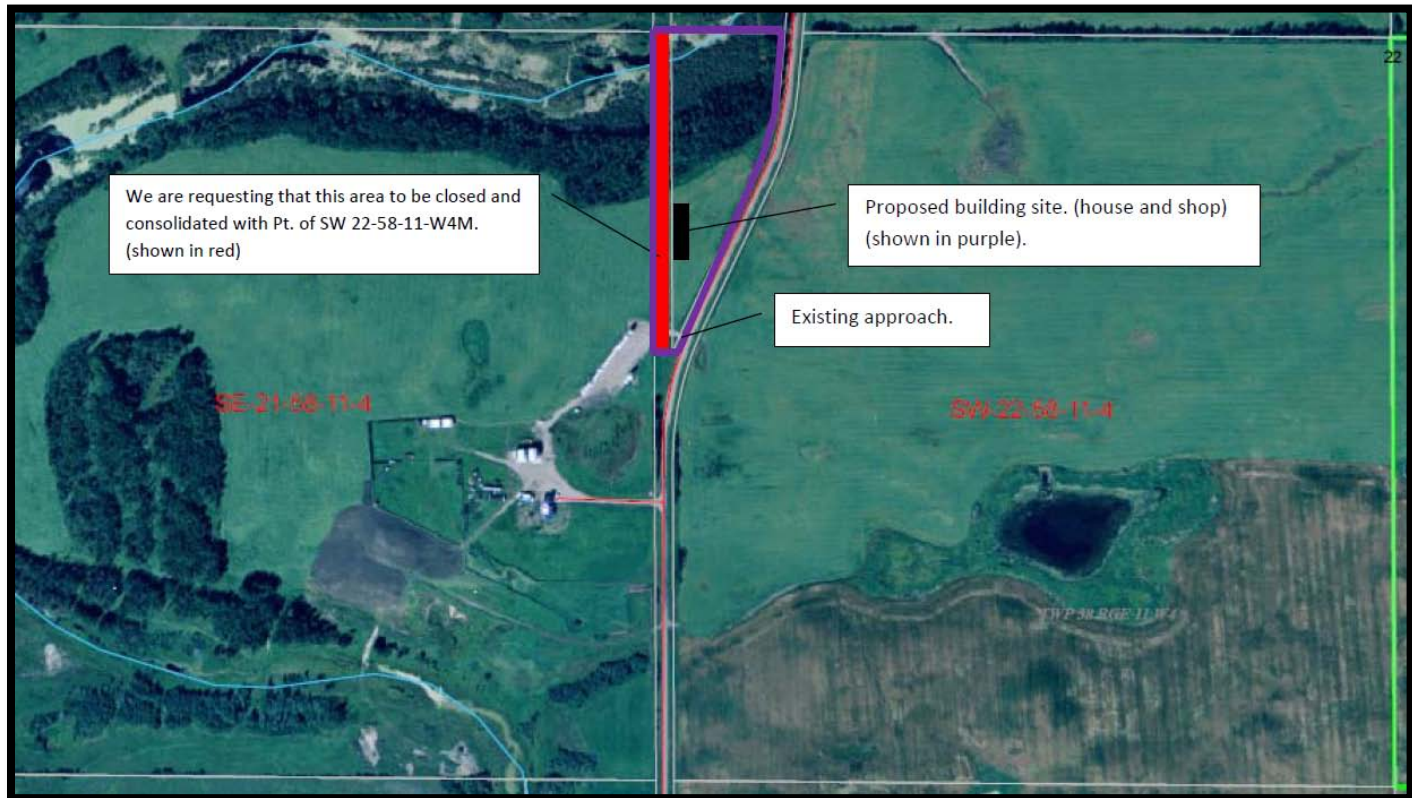 22
We are requesting that this area to be closed and
consolidated with Pt. of SW 22-58-11-W4M.
(shown in red)
Proposed building site. (house and shop)
(shown in purple).
Existing approach.
SE-21-58-11-4
SW-22-58-11-4
TWP 58 RGE-11-W4